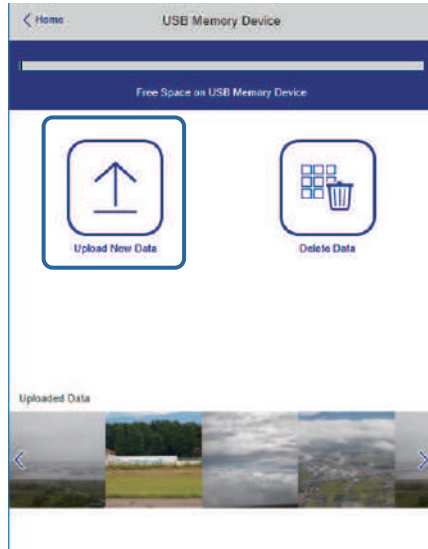 Home
USB Memory Device
Free Space on USB Memory Device
Upload New Data
Delete Data
Uploaded Data